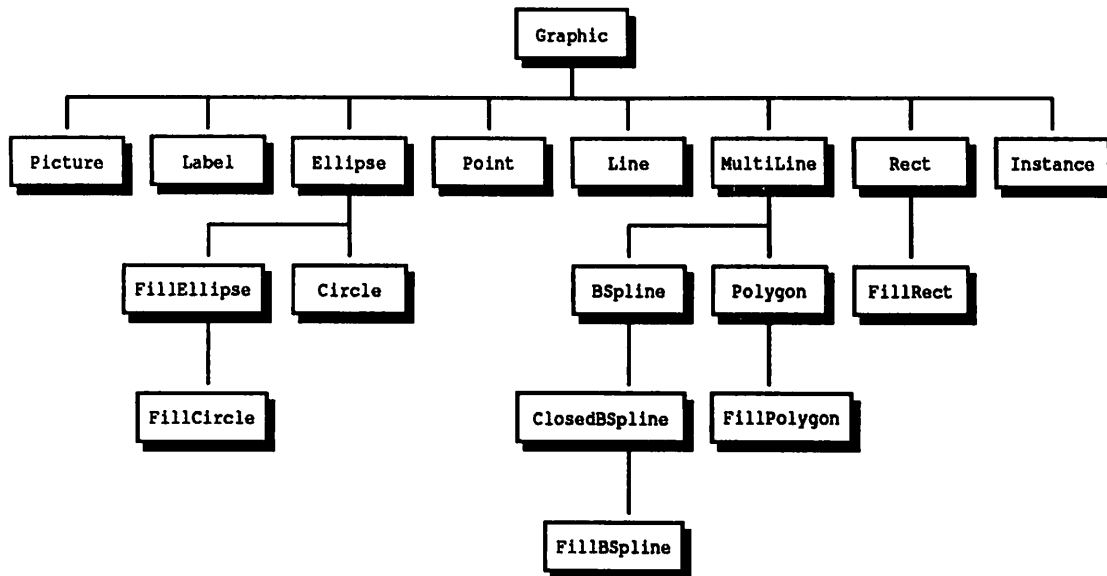 Graphic
Picture Label Ellipse Point Line MultiLine Rect Instance
FillEllipse Circle BSpline Polygon FillRect
FillCircle ClosedBSpline FillPolygon
FillBSpline